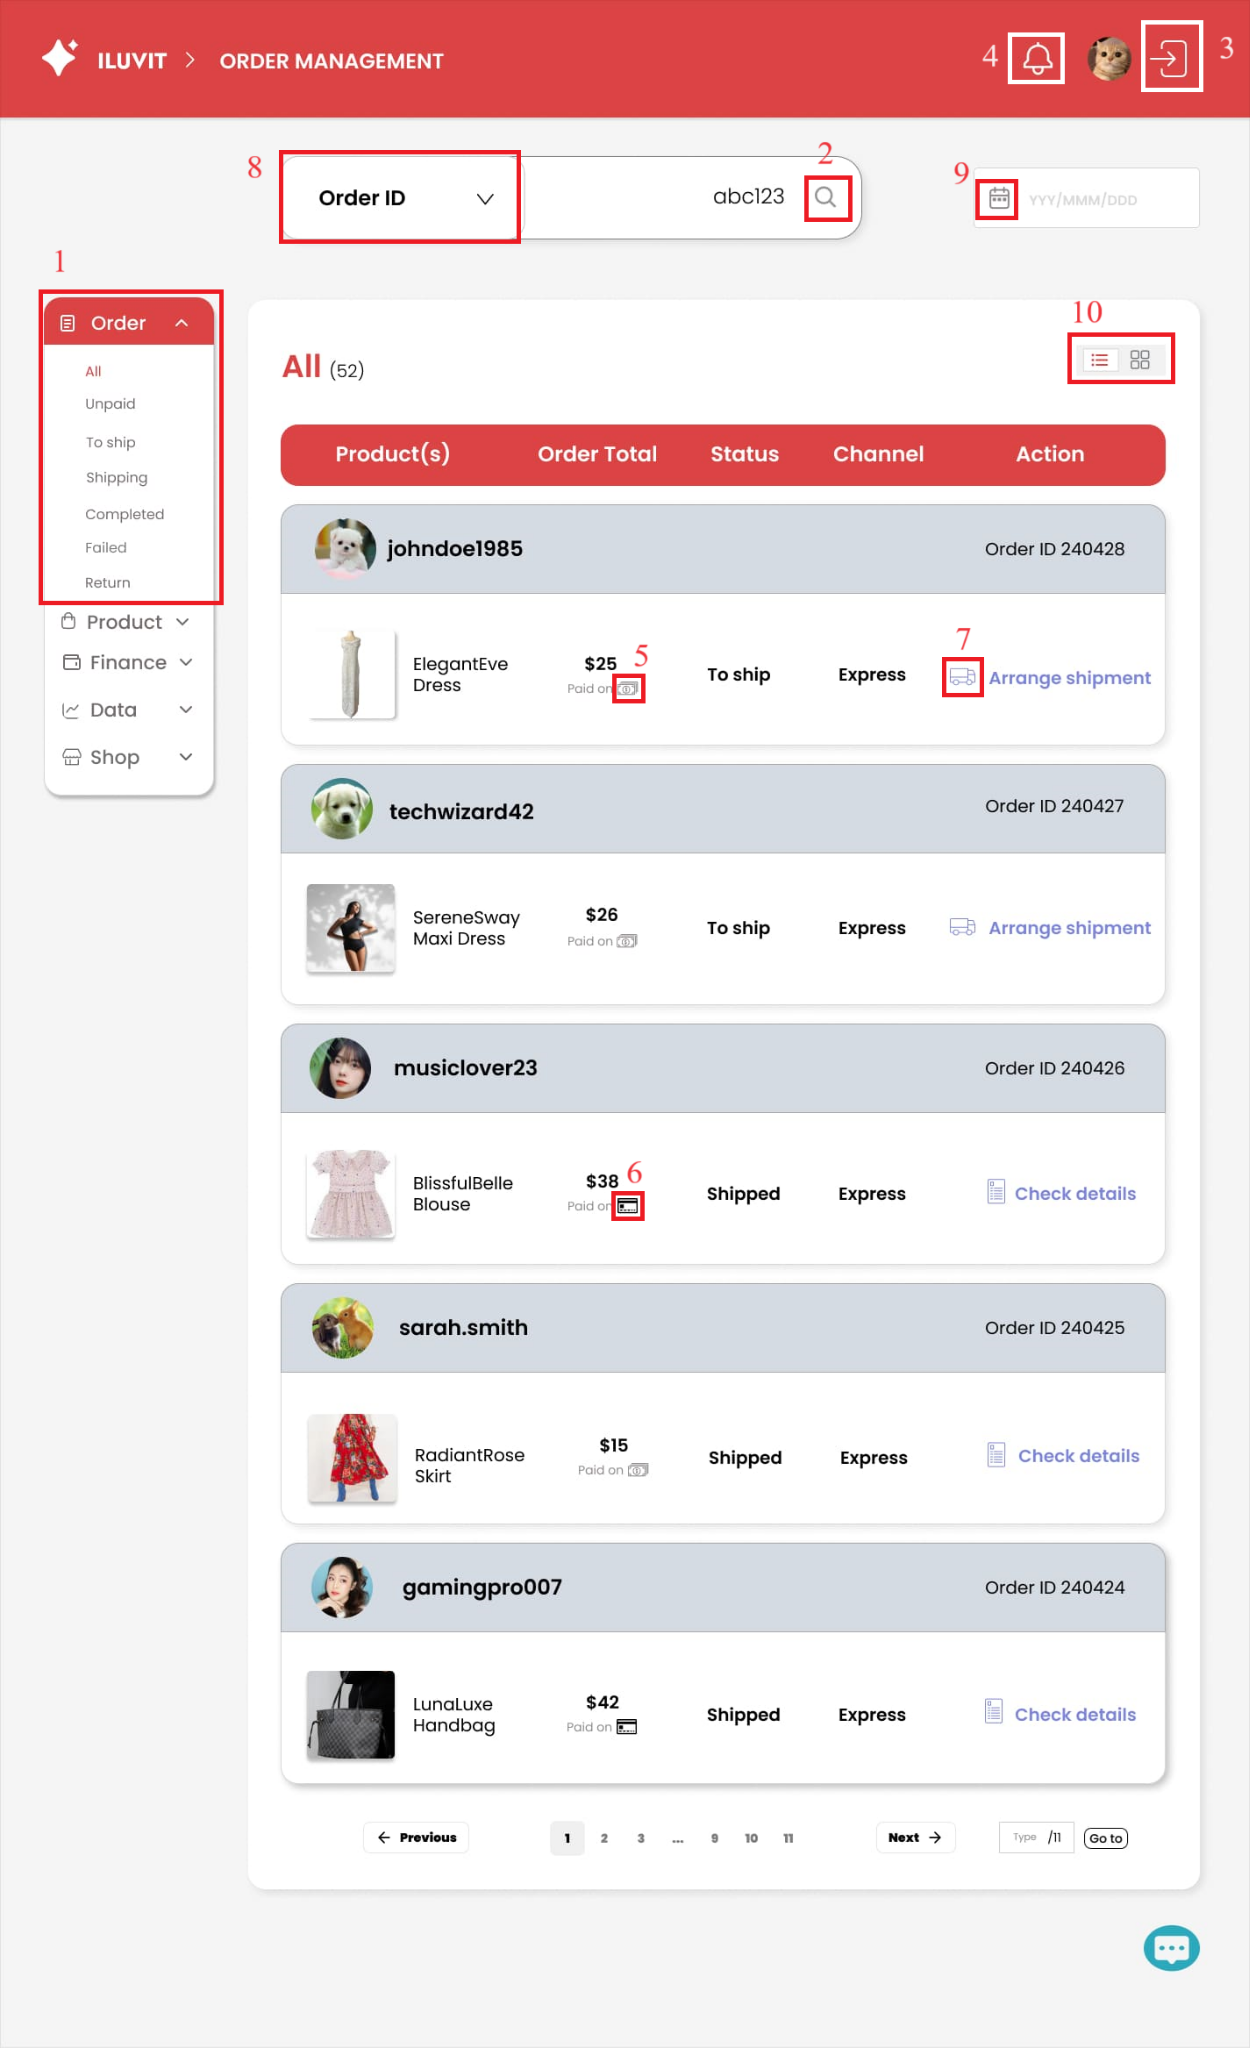 ILUVIT > ORDER MANAGEMENT
4
3
8
Order ID
abc123
2
9
YYY/MMM/DDD
1
Order
All
Unpaid
To ship
Shipping
Completed
Failed
Return
Product
Finance
Data
Shop
10
All (52)
Product(s) Order Total Status Channel Action
johndoe1985 Order ID 240428
ElegantEve
Dress
$25
5
Paid on
To ship
Express
7
Arrange shipment
techwizard42 Order ID 240427
SereneSway
Maxi Dress
$26
Paid on
To ship
Express
Arrange shipment
musiclover23 Order ID 240426
BlissfulBelle
Blouse
$38
6
Paid on
Shipped
Express
Check details
sarah.smith Order ID 240425
RadiantRose
Skirt
$15
Paid on
Shipped
Express
Check details
gamingpro007 Order ID 240424
LunaLuxe
Handbag
$42
Paid on
Shipped
Express
Check details
← Previous 1 2 3 ... 9 10 11 Next → Type /11 Go to